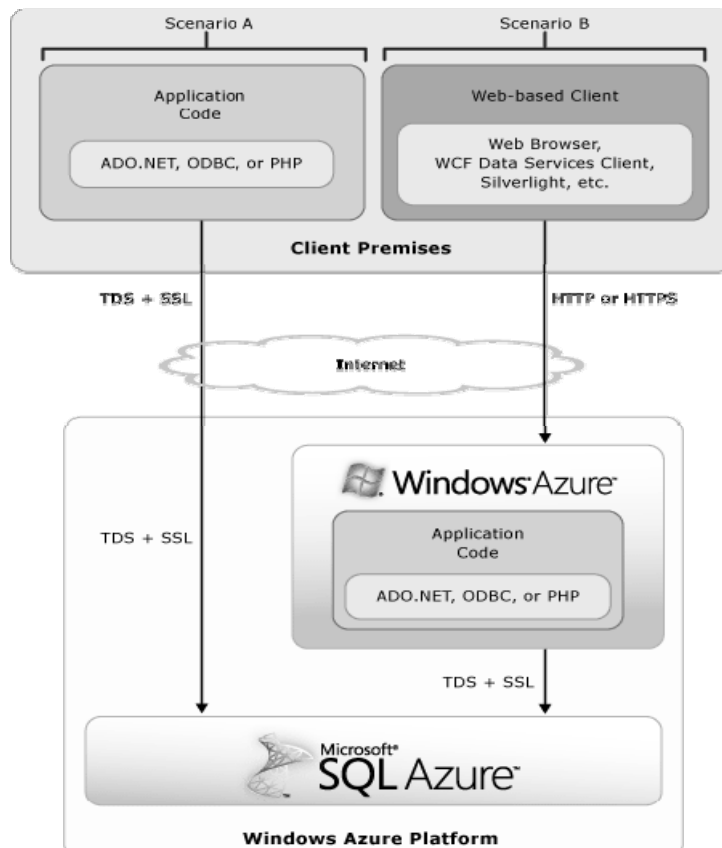 Scenario A
Scenario B
Application
Code
ADO.NET, ODBC, or PHP
Web-based Client
Web Browser,
WCF Data Services Client,
Silverlight, etc.
Client Premises
TDS + SSL
HTTP or HTTPS
Internet
Windows Azure™
Application
Code
ADO.NET, ODBC, or PHP
TDS + SSL
TDS + SSL
Microsoft®
SQL Azure™
Windows Azure Platform